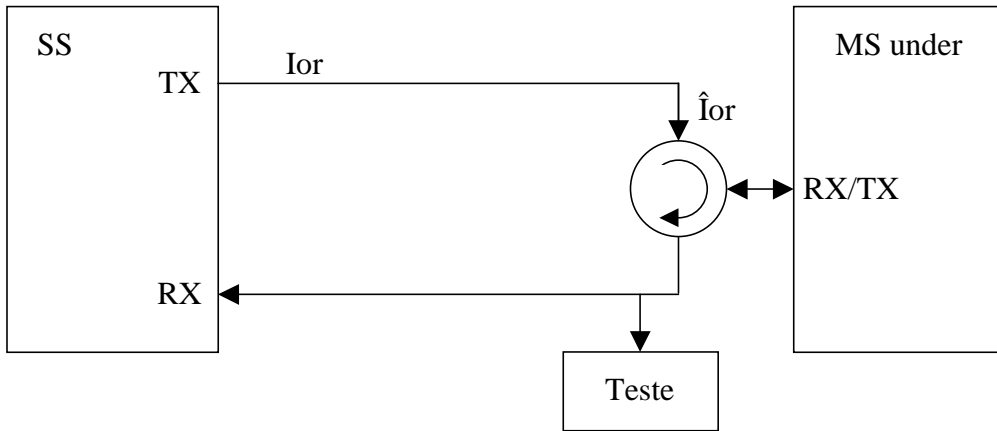 SS
MS under
TX
Ior
Îor
RX/TX
RX
Teste